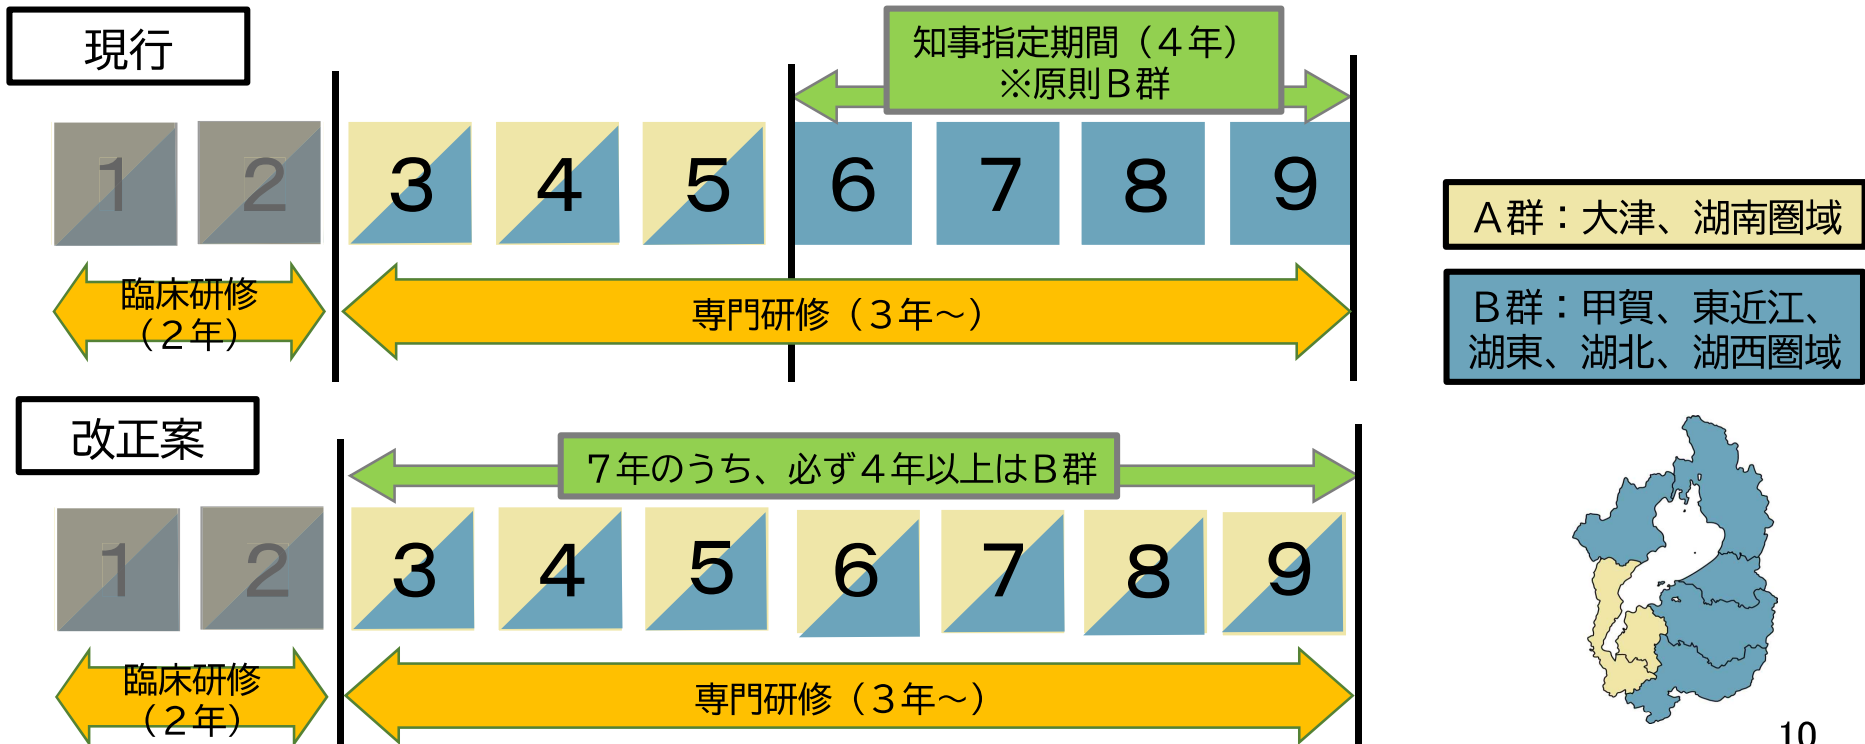 現行
知事指定期間（４年）
※原則Ｂ群
1
2
3
4
5
6
7
8
9
臨床研修
（２年）
専門研修（３年～）
Ａ群：大津、湖南圏域
Ｂ群：甲賀、東近江、
湖東、湖北、湖西圏域
改正案
７年のうち、必ず４年以上はＢ群
1
2
3
4
5
6
7
8
9
臨床研修
（２年）
専門研修（３年～）
10